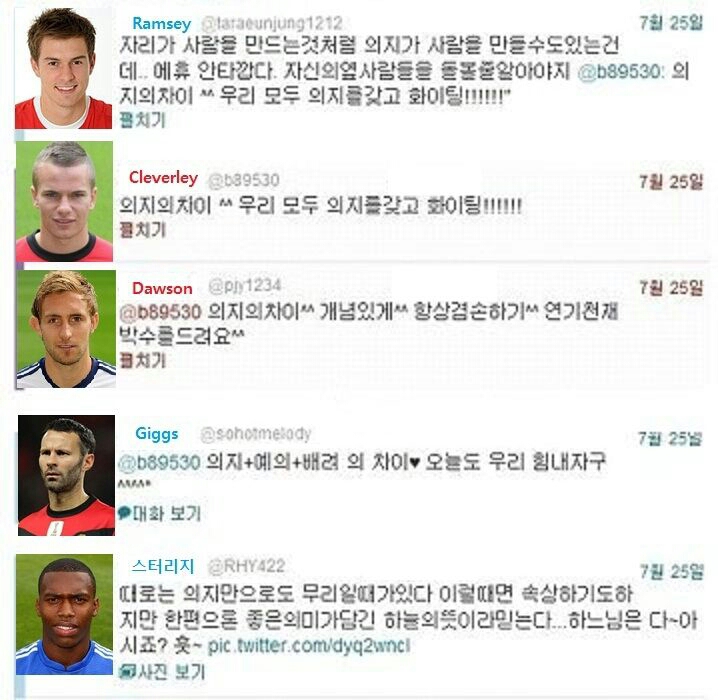 Ramsey @taraeunjung1212 7월 25일
자리가 사람을 만드는것처럼 의지가 사람을 만들수도있는건
데.. 에휴 안타깝다. 자신의옆사람들을 돌볼줄알아야지 @b89530: 의
지의차이 ^^ 우리 모두 의지를갖고 화이팅!!!!!!"
펼치기
Cleverley @b89530 7월 25일
의지의차이 ^^ 우리 모두 의지를갖고 화이팅!!!!!!
펼치기
Dawson @pjy1234 7월 25일
@b89530 의지의차이^^ 개념있게^^ 항상겸손하기^^ 연기천재
박수를드려요^^
펼치기
Giggs @sohotmelody 7월 25일
@b89530 의지+예의+배려 의 차이♥ 오늘도 우리 힘내자구
^^^^*
대화 보기
스터리지 @RHY422 7월 25일
때로는 의지만으로도 무리일때가있다 이럴때면 속상하기도하
지만 한편으론 좋은의미가담긴 하늘의뜻이라믿는다...하느님은 다~아
시죠? 훗~ pic.twitter.com/dyq2wncl
사진 보기